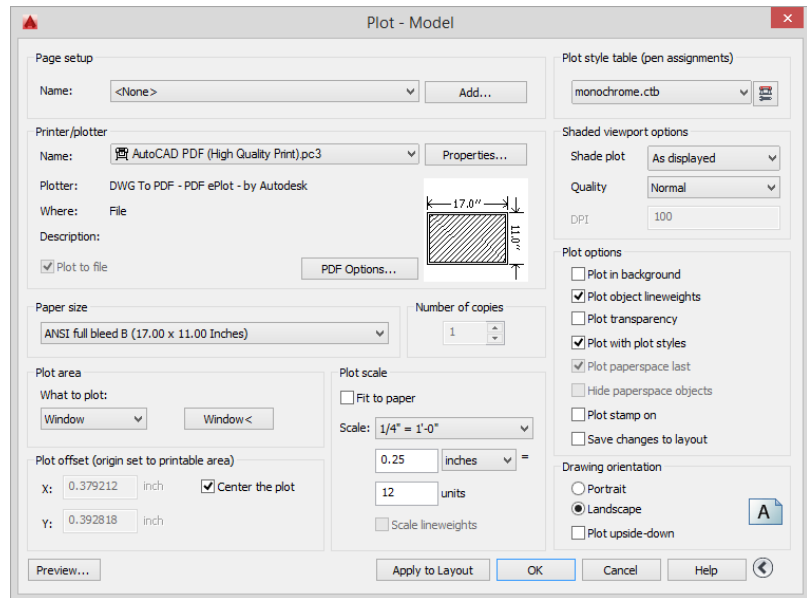 Plot - Model
Page setup
Name: <None> Add...
Printer/plotter
Name: AutoCAD PDF (High Quality Print).pc3 Properties...
Plotter: DWG To PDF - PDF ePlot - by Autodesk
Where: File
Description:
Plot to file
PDF Options...
17.0″
11.0″
Paper size
ANSI full bleed B (17.00 x 11.00 Inches)
Number of copies
1
Plot area
What to plot:
Window Window<
Plot offset (origin set to printable area)
X: 0.379212 inch Center the plot
Y: 0.392818 inch
Plot scale
Fit to paper
Scale: 1/4" = 1'-0"
0.25 inches =
12 units
Scale lineweights
Plot style table (pen assignments)
monochrome.ctb
Shaded viewport options
Shade plot As displayed
Quality Normal
DPI 100
Plot options
Plot in background
Plot object lineweights
Plot transparency
Plot with plot styles
Plot paperspace last
Hide paperspace objects
Plot stamp on
Save changes to layout
Drawing orientation
Portrait
Landscape
Plot upside-down
A
Preview... Apply to Layout OK Cancel Help